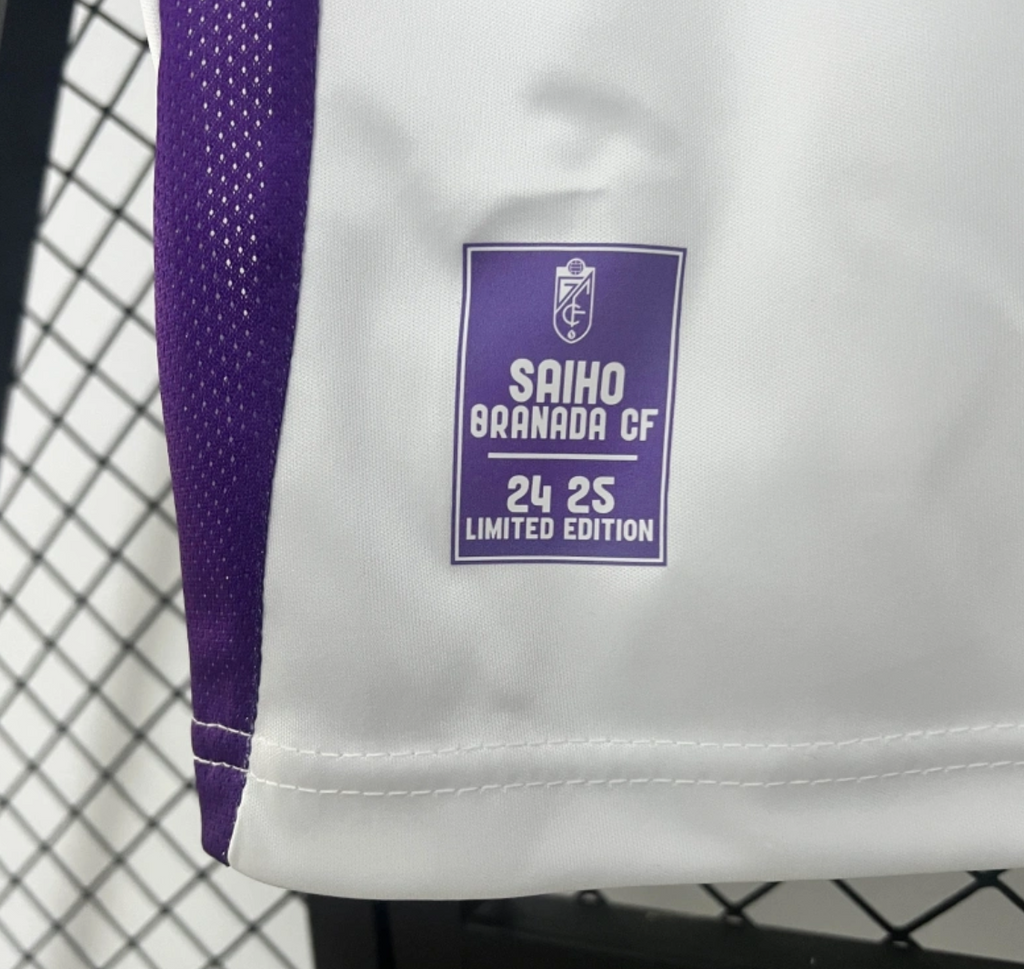 SAIHO
GRANADA CF
24 25
LIMITED EDITION